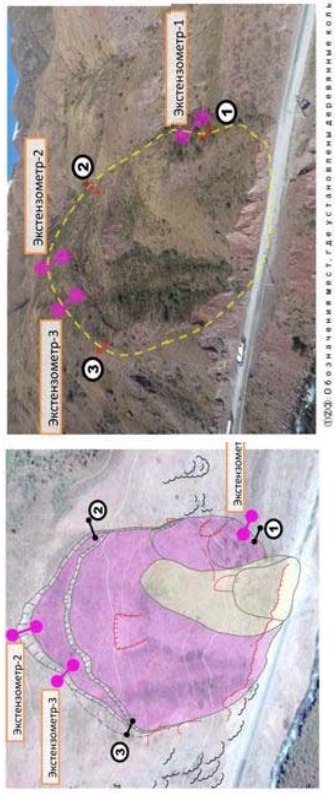 Экстензометр-2
Экстензометр-3
②
③
Экстензомет
①
Экстензометр-1
①
Экстензометр-2
②
Экстензометр-3
③
①②③ Обозначения мест, где установлены деревянные коль